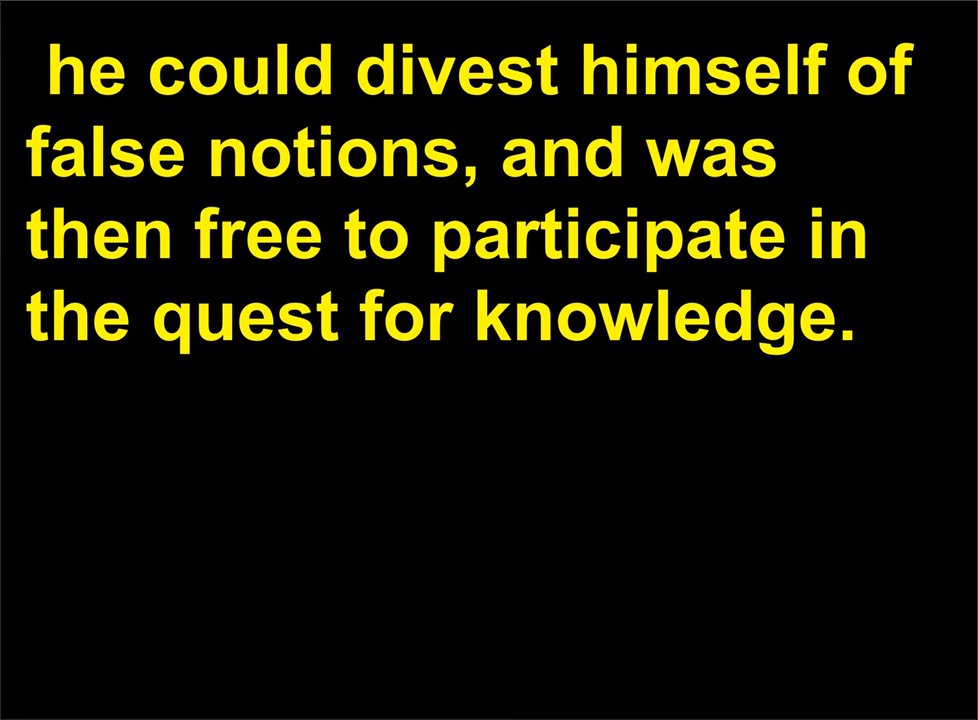 he could divest himself of
false notions, and was
then free to participate in
the quest for knowledge.